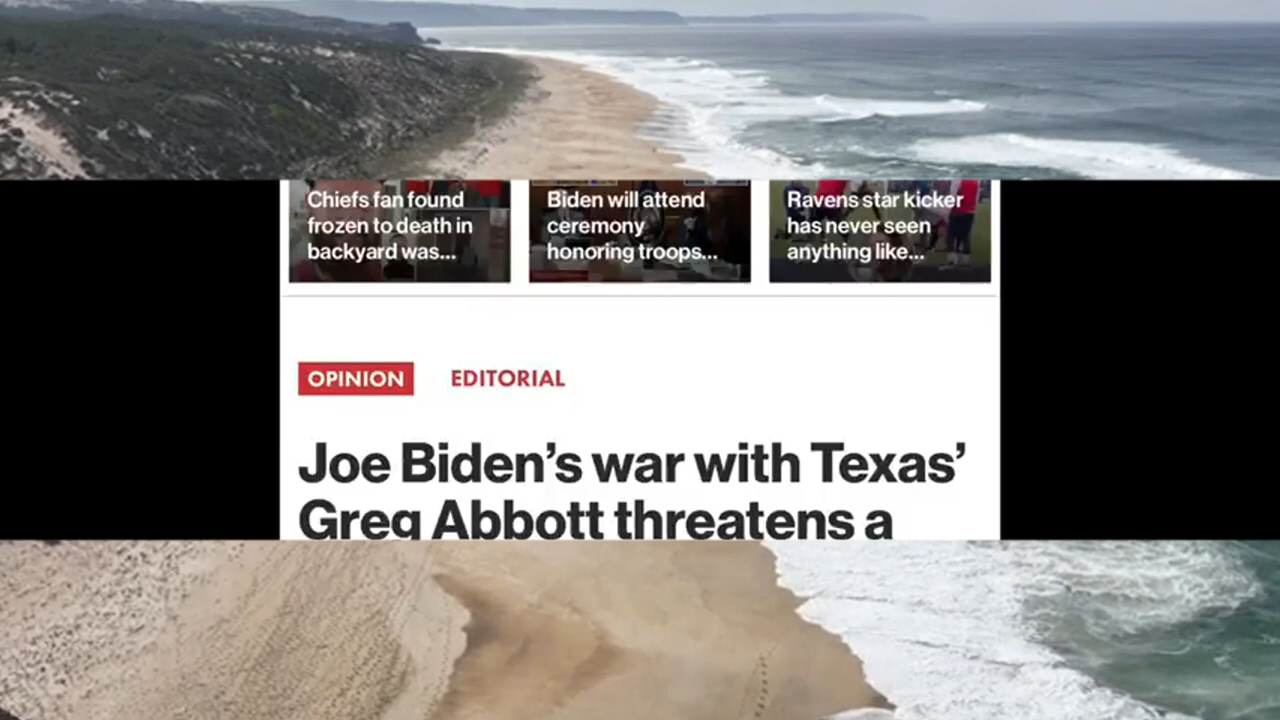 Chiefs fan found
frozen to death in
backyard was...
Biden will attend
ceremony
honoring troops...
Ravens star kicker
has never seen
anything like...
OPINION EDITORIAL
Joe Biden’s war with Texas’
Greg Abbott threatens a